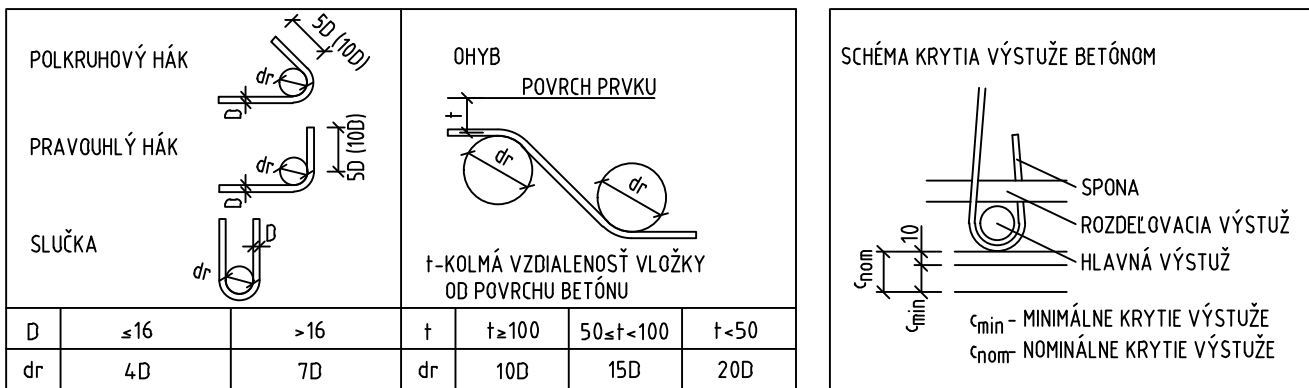 POLKRUHOVÝ HÁK
5D (10D)
dr
D
PRAVOUHLÝ HÁK
5D (10D)
dr
D
SLUČKA
D
dr
OHYB
POVRCH PRVKU
t
dr
dr
t-KOLMÁ VZDIALENOSŤ VLOŽKY
OD POVRCHU BETÓNU
D ≤16 >16 t t≥100 50≤t<100 t<50
dr 4D 7D dr 10D 15D 20D
SCHÉMA KRYTIA VÝSTUŽE BETÓNOM
SPONA
ROZDEĽOVACIA VÝSTUŽ
HLAVNÁ VÝSTUŽ
10
cnom
cmin
cmin - MINIMÁLNE KRYTIE VÝSTUŽE
cnom- NOMINÁLNE KRYTIE VÝSTUŽE